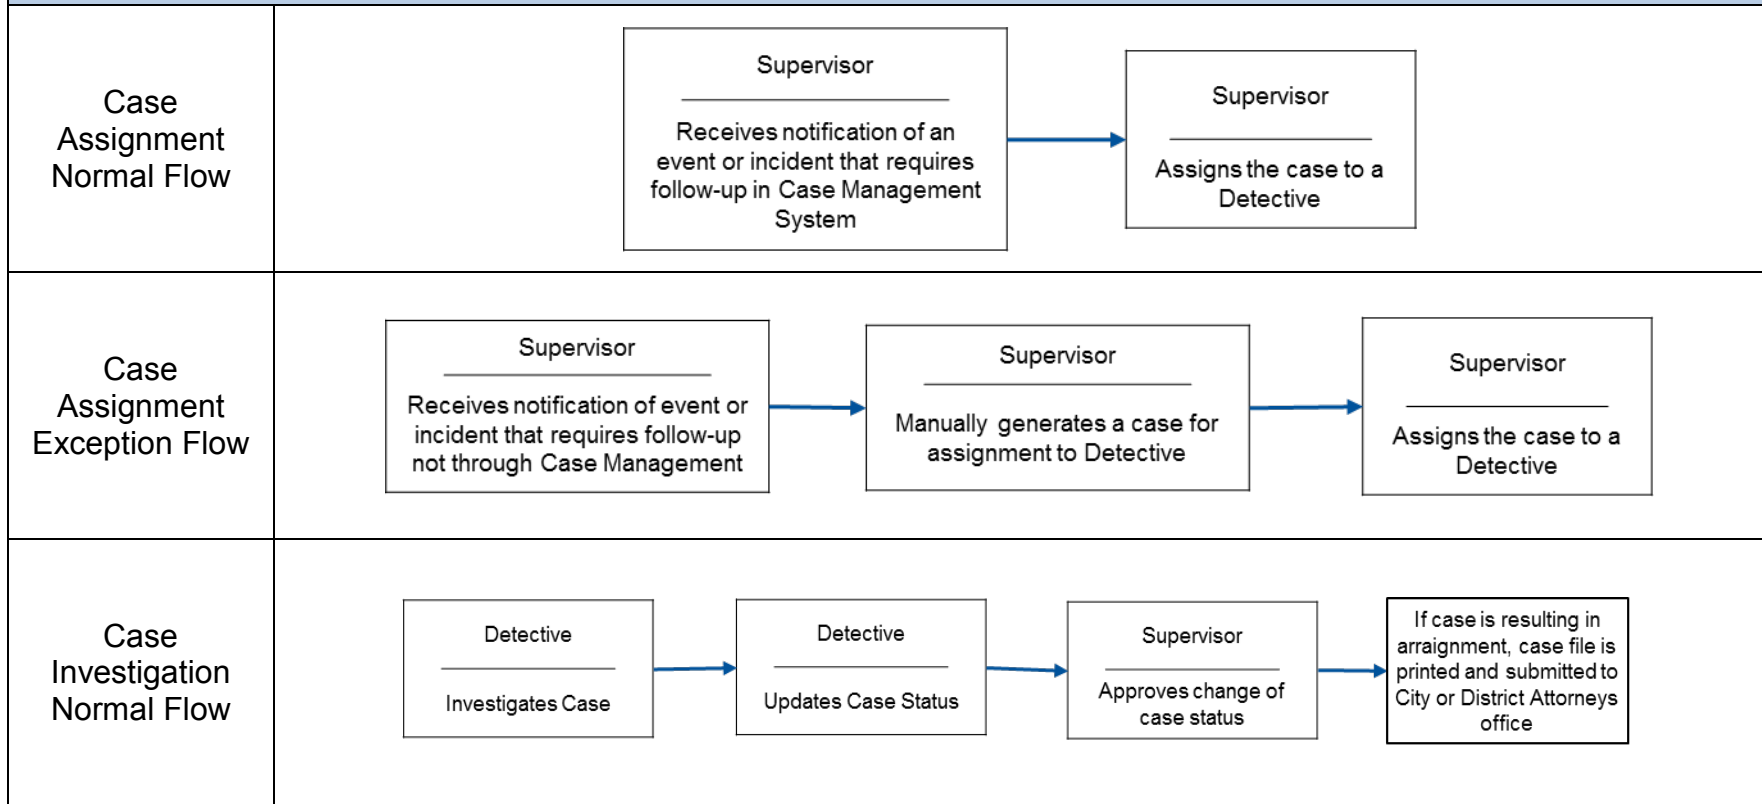 Case
Assignment
Normal Flow
Supervisor
Receives notification of an
event or incident that requires
follow-up in Case Management
System
Supervisor
Assigns the case to a
Detective
Case
Assignment
Exception Flow
Supervisor
Receives notification of event or
incident that requires follow-up
not through Case Management
Supervisor
Manually generates a case for
assignment to Detective
Supervisor
Assigns the case to a
Detective
Case
Investigation
Normal Flow
Detective
Investigates Case
Detective
Updates Case Status
Supervisor
Approves change of
case status
If case is resulting in
arraignment, case file is
printed and submitted to
City or District Attorneys
office